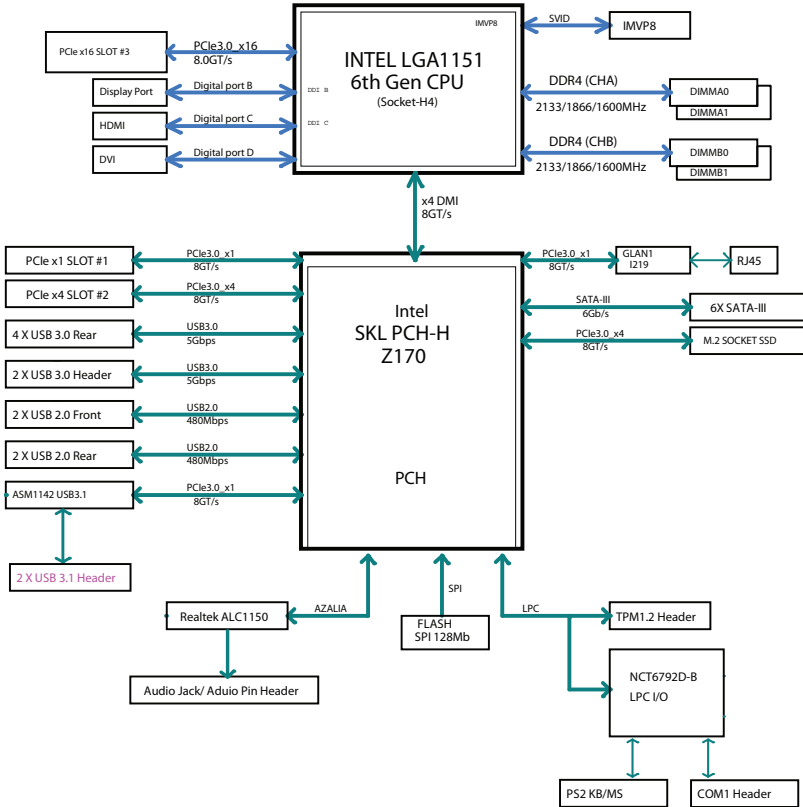 IMVP8
SVID
IMVP8
PCIe x16 SLOT #3
PCIe3.0_x16
8.0GT/s
INTEL LGA1151
6th Gen CPU
(Socket-H4)
Display Port
Digital port B
DDI B
DDR4 (CHA)
2133/1866/1600MHz
DIMMA0
DIMMA1
HDMI
Digital port C
DDI C
DVI
Digital port D
DDR4 (CHB)
2133/1866/1600MHz
DIMMB0
DIMMB1
x4 DMI
8GT/s
PCIe x1 SLOT #1
PCIe3.0_x1
8GT/s
PCIe3.0_x1
8GT/s
GLAN1
I219
RJ45
PCIe x4 SLOT #2
PCIe3.0_x4
8GT/s
Intel
SKL PCH-H
Z170
SATA-III
6Gb/s
6X SATA-III
4 X USB 3.0 Rear
USB3.0
5Gbps
PCIe3.0_x4
8GT/s
M.2 SOCKET SSD
2 X USB 3.0 Header
USB3.0
5Gbps
2 X USB 2.0 Front
USB2.0
480Mbps
2 X USB 2.0 Rear
USB2.0
480Mbps
PCH
ASM1142 USB3.1
PCIe3.0_x1
8GT/s
2 X USB 3.1 Header
SPI
Realtek ALC1150
AZALIA
FLASH
SPI 128Mb
LPC
TPM1.2 Header
Audio Jack/ Aduio Pin Header
NCT6792D-B
LPC I/O
PS2 KB/MS
COM1 Header